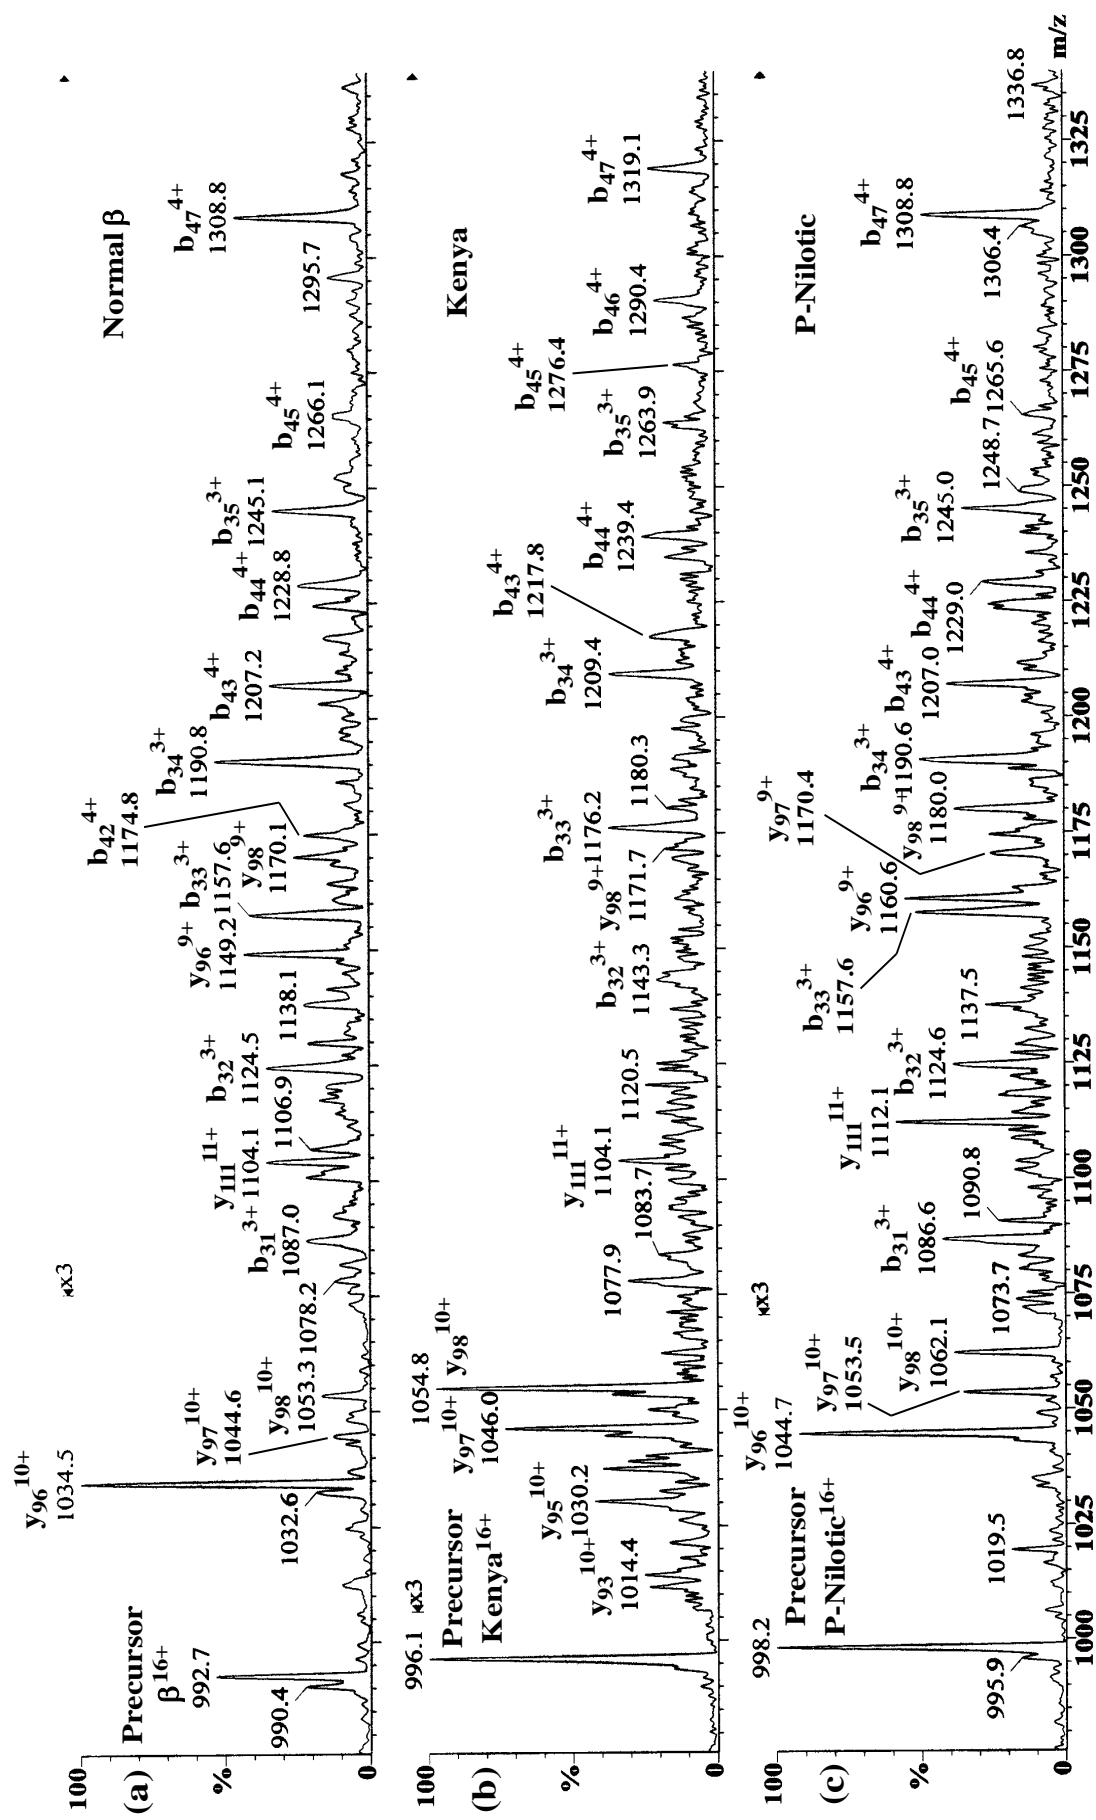 (a)
100
%
0
Normal β
Precursor
β16+
992.7
990.4
y96 10+
1034.5
1032.6
y97 10+
1044.6
y98 10+
1053.3
1078.2
x3
b31 3+
1087.0
y111 11+
1104.1
1106.9
b32 3+
1124.5
1138.1
y96 9+
1149.2
b33 3+
1157.6
y98 9+
1170.1
b42 4+
1174.8
b34 3+
1190.8
b43 4+
1207.2
b44 4+
1228.8
b35 3+
1245.1
b45 4+
1266.1
1295.7
b47 4+
1308.8
(b)
100
%
0
Kenya
996.1
x3
Precursor
Kenya16+
y93 10+
1014.4
y95 10+
1030.2
y97 10+
1046.0
1054.8
y98 10+
1077.9
1083.7
y111 11+
1104.1
1120.5
b32 3+
1143.3
y98 9+
1171.7
b33 3+
1176.2
1180.3
b34 3+
1209.4
b43 4+
1217.8
b44 4+
1239.4
b35 3+
1263.9
b45 4+
1276.4
b46 4+
1290.4
b47 4+
1319.1
(c)
100
%
0
P-Nilotic
998.2
Precursor
P-Nilotic16+
995.9
1019.5
y96 10+
1044.7
y97 10+
1053.5
y98 10+
1062.1
x3
1073.7
b31 3+
1086.6
1090.8
y111 11+
1112.1
b32 3+
1124.6
1137.5
b33 3+
1157.6
y96 9+
1160.6
y97 9+
1170.4
y98 9+
1180.0
b34 3+
1190.6
b43 4+
1207.0
b44 4+
1229.0
b35 3+
1245.0
1248.7
b45 4+
1265.6
1306.4
b47 4+
1308.8
1336.8
1000
1025
1050
1075
1100
1125
1150
1175
1200
1225
1250
1275
1300
1325
m/z